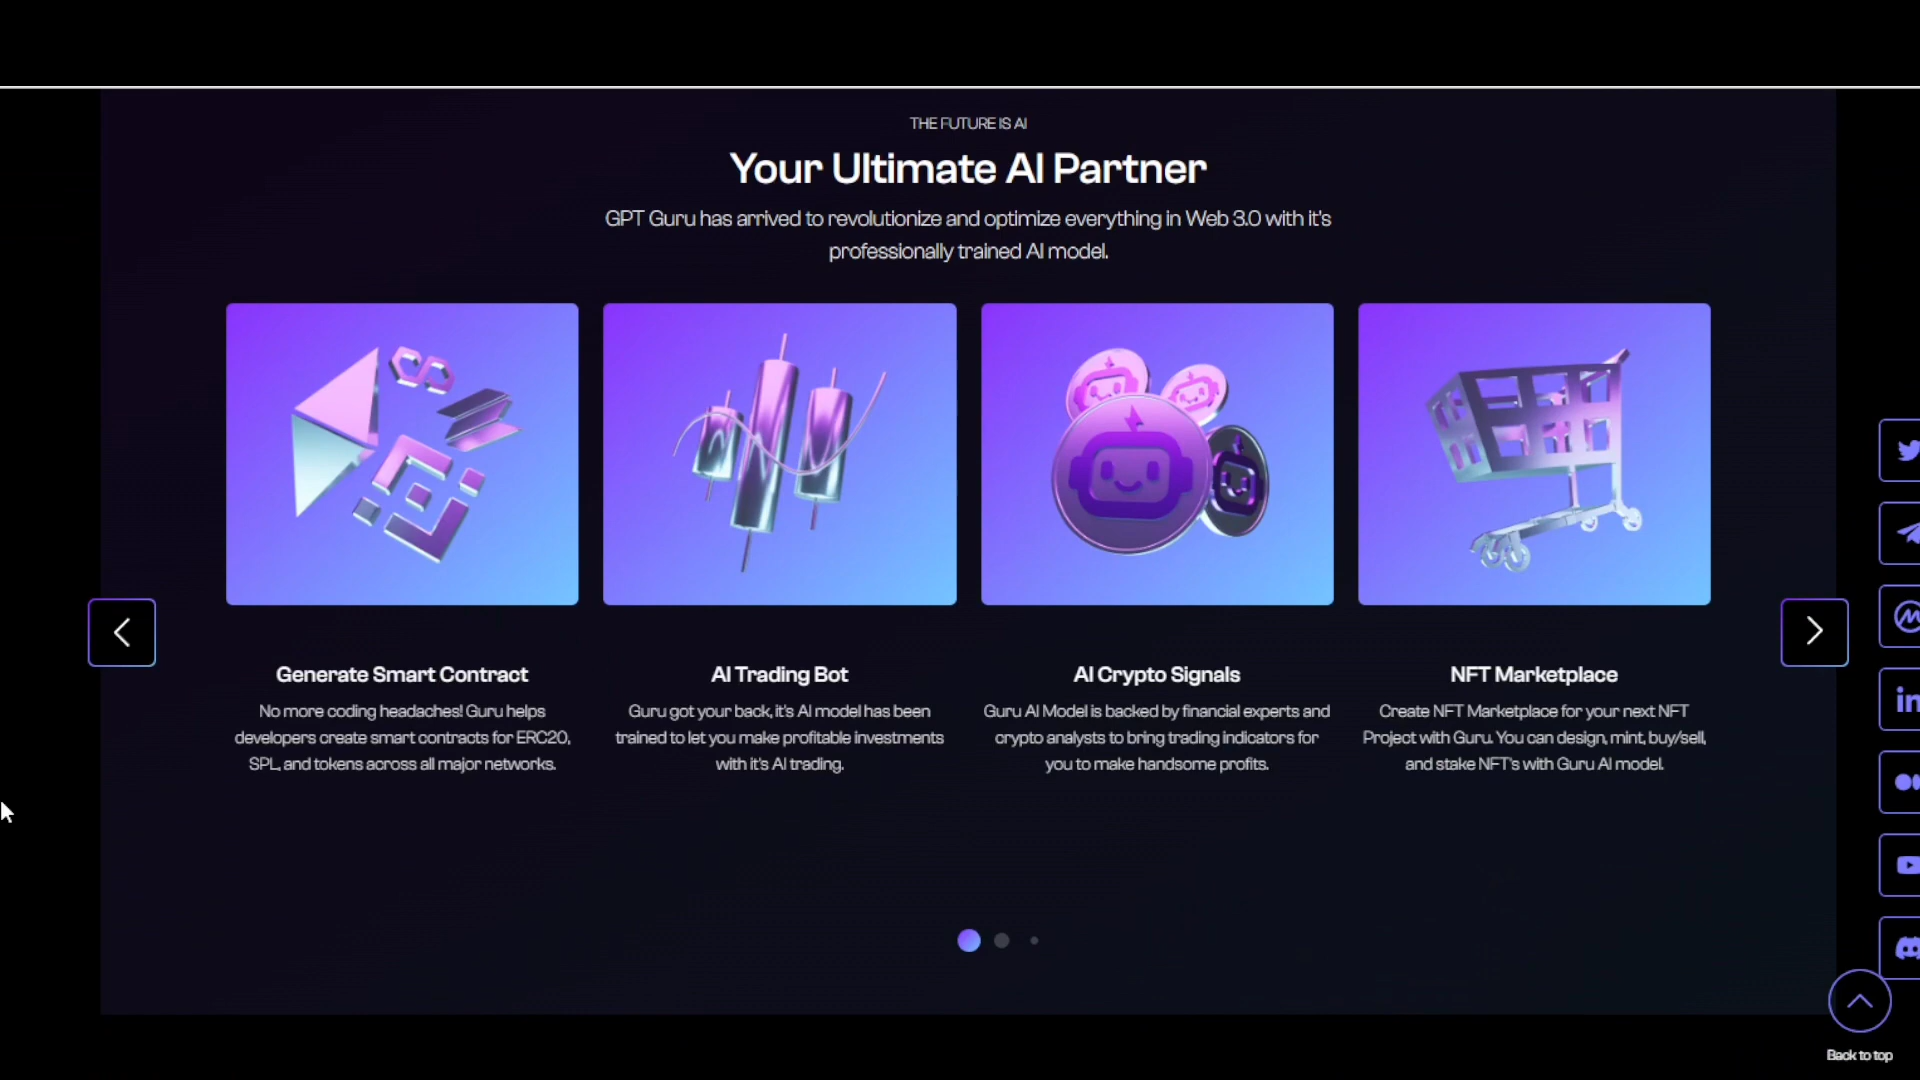 THE FUTURE IS AI
Your Ultimate AI Partner
GPT Guru has arrived to revolutionize and optimize everything in Web 3.0 with it's
professionally trained AI model.
Generate Smart Contract
No more coding headaches! Guru helps
developers create smart contracts for ERC20,
SPL, and tokens across all major networks.
AI Trading Bot
Guru got your back, it's AI model has been
trained to let you make profitable investments
with it's AI trading.
AI Crypto Signals
Guru AI Model is backed by financial experts and
crypto analysts to bring trading indicators for
you to make handsome profits.
NFT Marketplace
Create NFT Marketplace for your next NFT
Project with Guru. You can design, mint, buy/sell,
and stake NFT's with Guru AI model.
Back to top